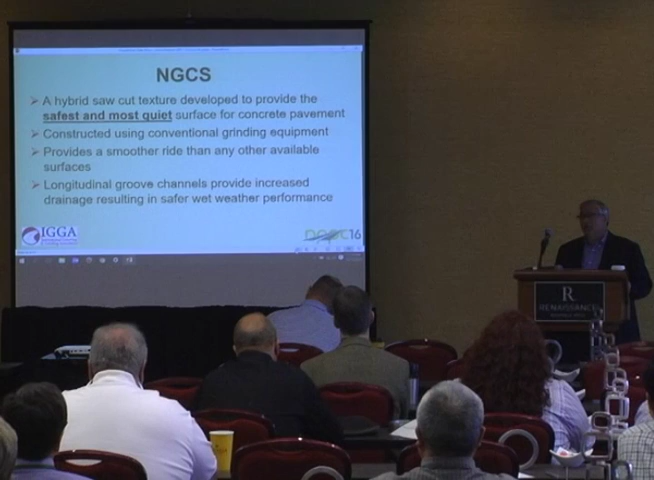 NGCS
➢ A hybrid saw cut texture developed to provide the
safest and most quiet surface for concrete pavement
➢ Constructed using conventional grinding equipment
➢ Provides a smoother ride than any other available
surfaces
➢ Longitudinal groove channels provide increased
drainage resulting in safer wet weather performance
IGGA
16
R
RENAISSANCE